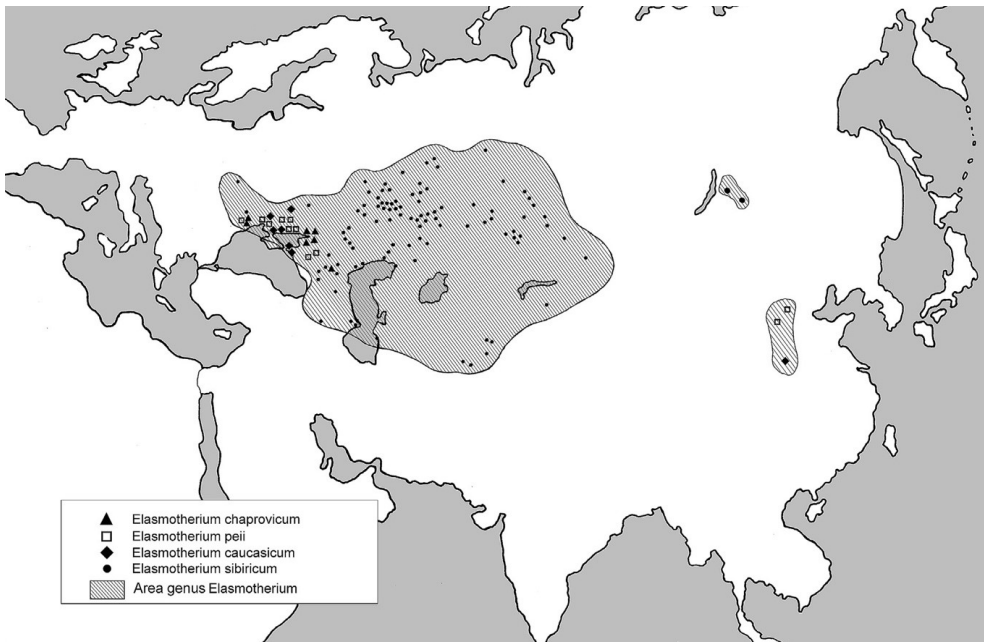 Elasmotherium chaprovicum
Elasmotherium peii
Elasmotherium caucasicum
Elasmotherium sibiricum
Area genus Elasmotherium